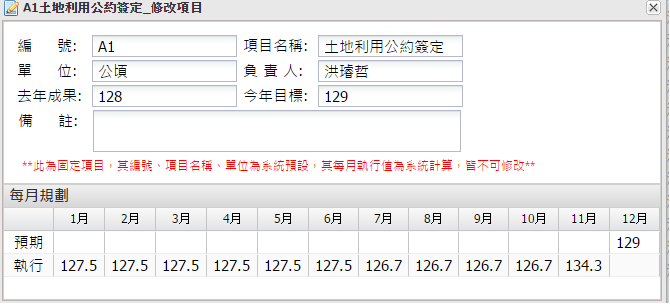 A1土地利用公約簽定_修改項目
編 號: A1 項目名稱: 土地利用公約簽定
單 位: 公頃 負 責 人: 洪璿哲
去年成果: 128 今年目標: 129
備 註:
**此為固定項目，其編號、項目名稱、單位為系統預設，其每月執行值為系統計算，皆不可修改**
每月規劃
1月 2月 3月 4月 5月 6月 7月 8月 9月 10月 11月 12月
預期 129
執行 127.5 127.5 127.5 127.5 127.5 127.5 126.7 126.7 126.7 126.7 134.3